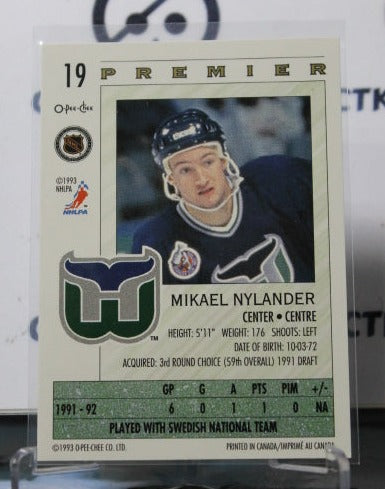 19 PREMIER
O-PEE-CHEE
NHL
©1993
NHLPA
NHLPA
TM
MIKAEL NYLANDER
CENTER • CENTRE
HEIGHT: 5'11" WEIGHT: 176 SHOOTS: LEFT
DATE OF BIRTH: 10-03-72
ACQUIRED: 3rd ROUND CHOICE (59th OVERALL) 1991 DRAFT
GP G A PTS PIM +/-
1991 - 92 6 0 1 1 0 NA
PLAYED WITH SWEDISH NATIONAL TEAM
©1993 O-PEE-CHEE CO. LTD. PRINTED IN CANADA/IMPRIMÉ AU CANADA